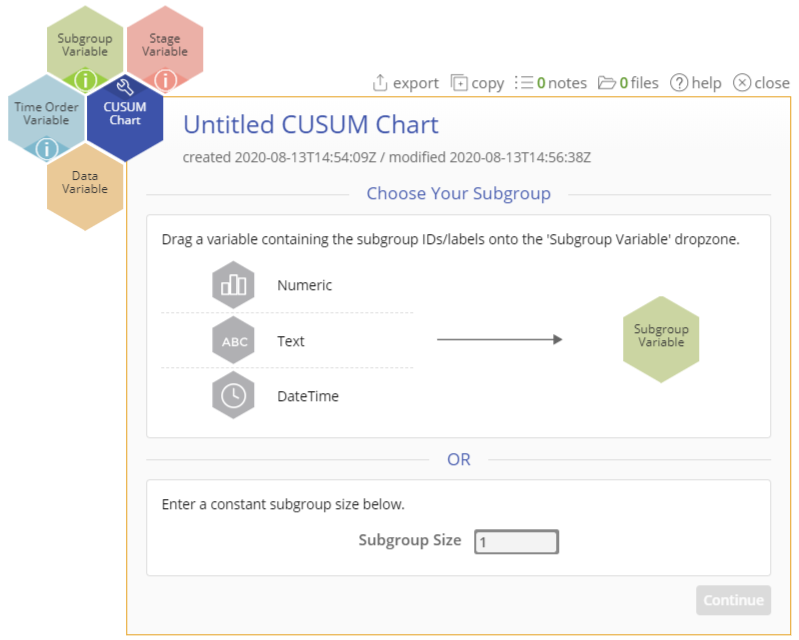 Subgroup
Variable
Stage
Variable
Time Order
Variable
CUSUM
Chart
Data
Variable
export copy 0 notes 0 files help close
Untitled CUSUM Chart
created 2020-08-13T14:54:09Z / modified 2020-08-13T14:56:38Z
Choose Your Subgroup
Drag a variable containing the subgroup IDs/labels onto the 'Subgroup Variable' dropzone.
Numeric
ABC Text
DateTime
Subgroup
Variable
OR
Enter a constant subgroup size below.
Subgroup Size 1
Continue